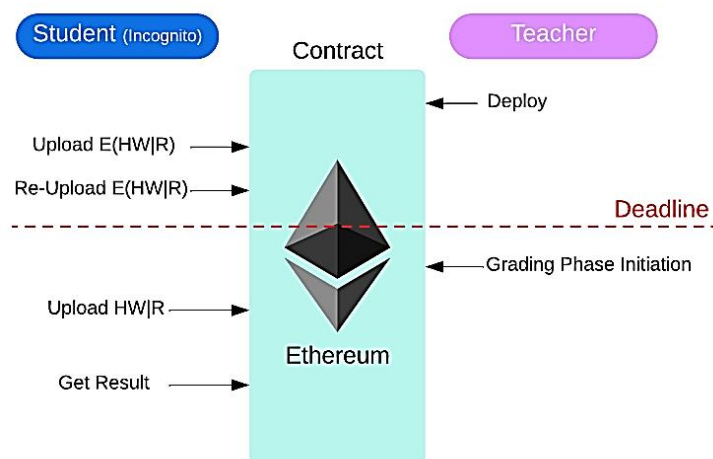 Student (Incognito)
Teacher
Contract
Deploy
Upload E(HW|R)
Re-Upload E(HW|R)
Deadline
Grading Phase Initiation
Upload HW|R
Ethereum
Get Result